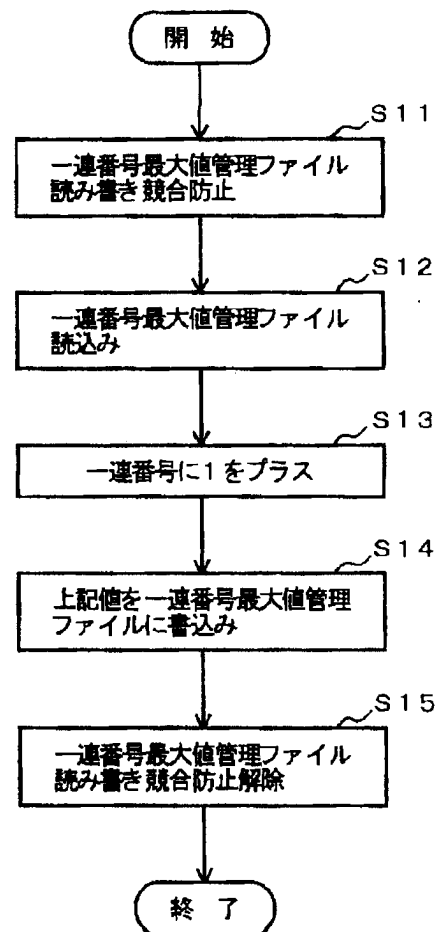 開 始
S11
一連番号最大値管理ファイル
読み書き競合防止
S12
一連番号最大値管理ファイル
読込み
S13
一連番号に1をプラス
S14
上記値を一連番号最大値管理
ファイルに書込み
S15
一連番号最大値管理ファイル
読み書き競合防止解除
終 了